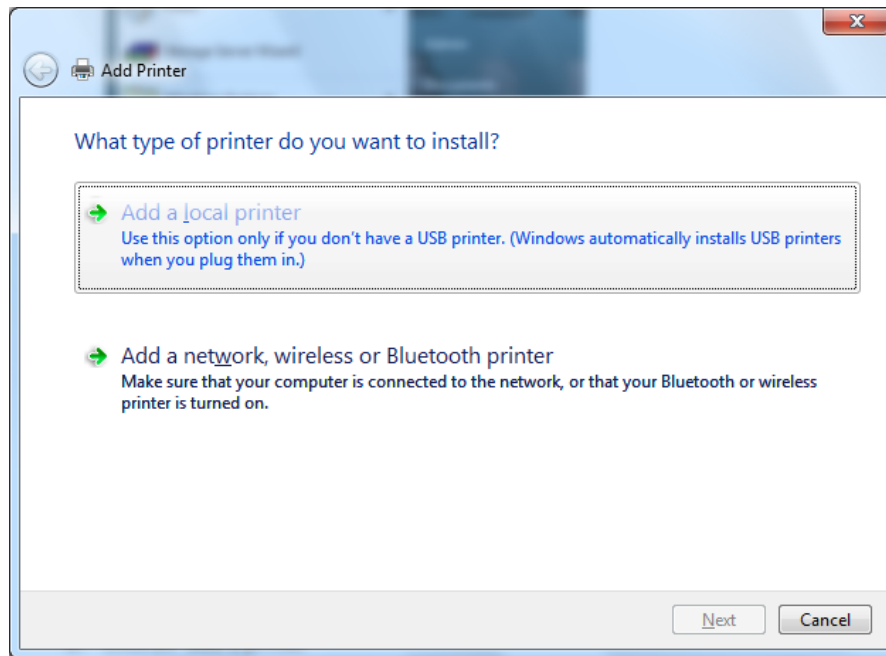 Add Printer
What type of printer do you want to install?
Add a local printer
Use this option only if you don't have a USB printer. (Windows automatically installs USB printers
when you plug them in.)
Add a network, wireless or Bluetooth printer
Make sure that your computer is connected to the network, or that your Bluetooth or wireless
printer is turned on.
Next
Cancel